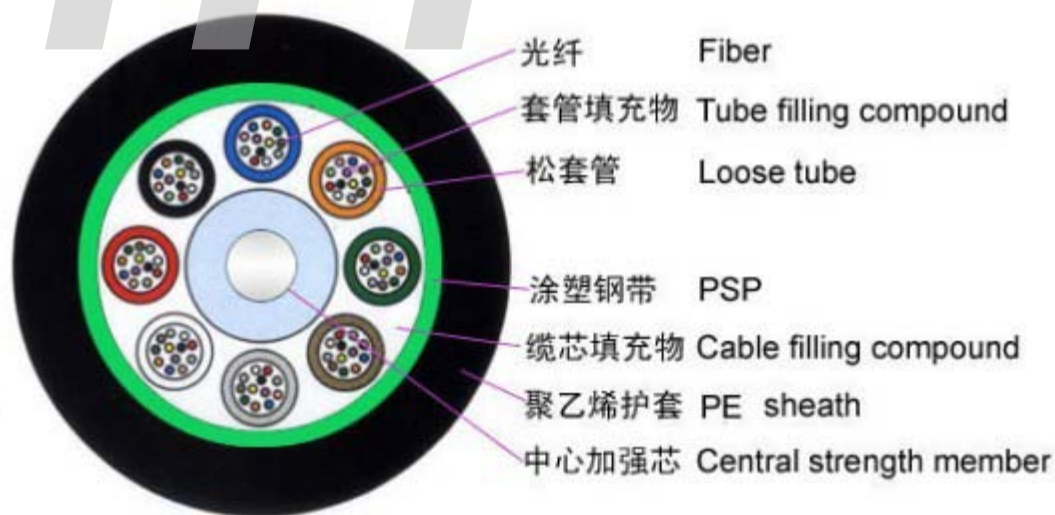 光纤 Fiber
套管填充物 Tube filling compound
松套管 Loose tube
涂塑钢带 PSP
缆芯填充物 Cable filling compound
聚乙烯护套 PE sheath
中心加强芯 Central strength member